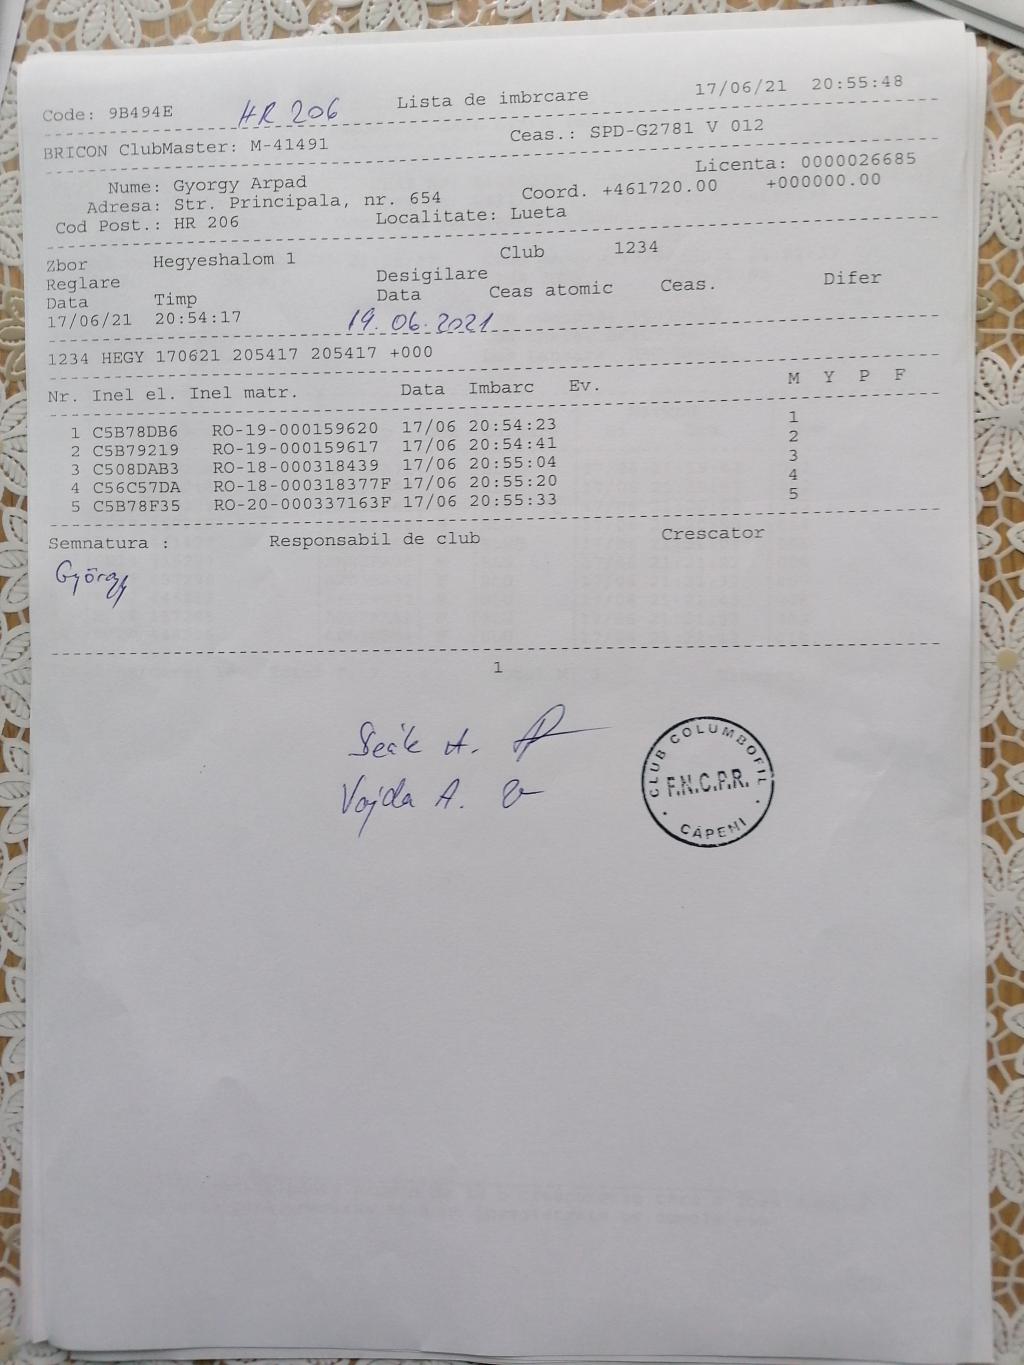 Code: 9B494E HR 206 Lista de imbrcare 17/06/21 20:55:48
BRICON ClubMaster: M-41491 Ceas.: SPD-G2781 V 012
Licenta: 0000026685
Nume: Gyorgy Arpad
Adresa: Str. Principala, nr. 654 Coord. +461720.00 +000000.00
Cod Post.: HR 206 Localitate: Lueta
Zbor Hegyeshalom 1 Club 1234
Reglare Desigilare
Data Timp Data Ceas atomic Ceas. Difer
17/06/21 20:54:17 19.06.2021
1234 HEGY 170621 205417 205417 +000
Nr. Inel el. Inel matr. Data Imbarc Ev. M Y P F
1 C5B78DB6 RO-19-000159620 17/06 20:54:23 1
2 C5B79219 RO-19-000159617 17/06 20:54:41 2
3 C508DAB3 RO-18-000318439 17/06 20:55:04 3
4 C56C57DA RO-18-000318377F 17/06 20:55:20 4
5 C5B78F35 RO-20-000337163F 17/06 20:55:33 5
Semnatura : Responsabil de club Crescator
György
1
A.
Vajda A.
CLUB COLUMBOFIL
F.N.C.P.R.
CĂPENI